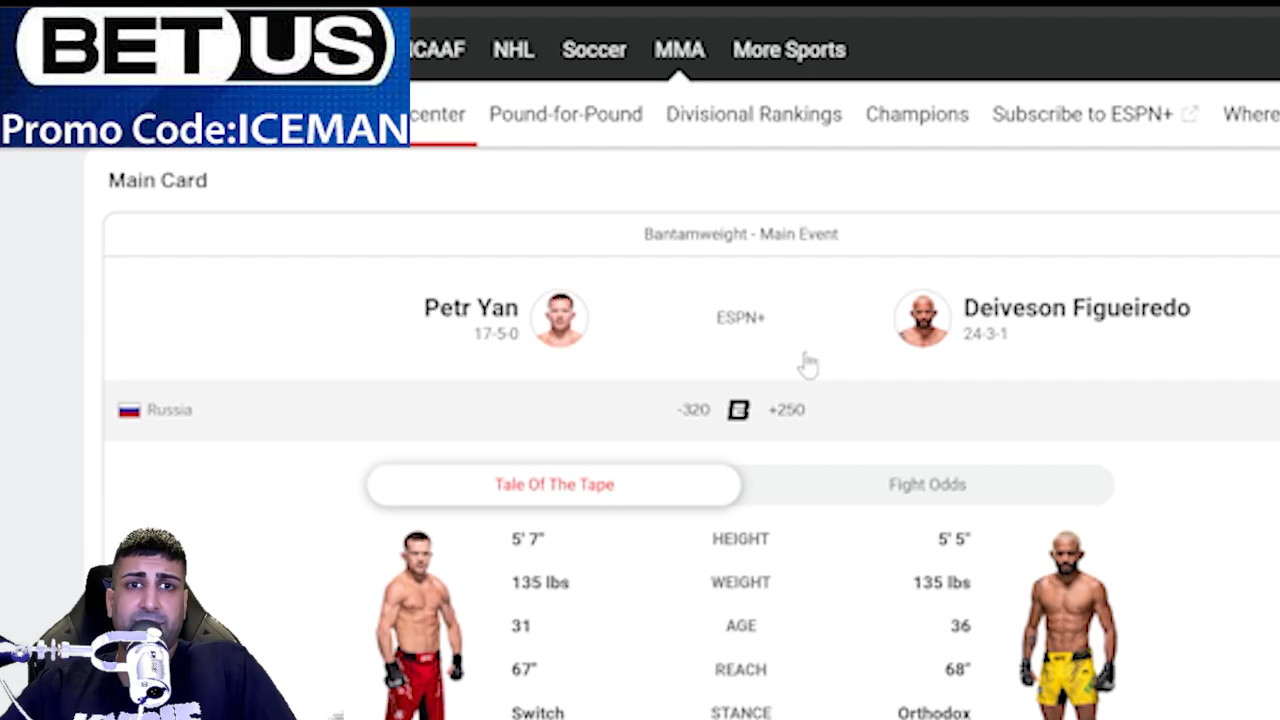 BETUS
Promo Code:ICEMAN
NHL Soccer MMA More Sports
Pound-for-Pound Divisional Rankings Champions Subscribe to ESPN+ Where
Main Card
Bantamweight - Main Event
Petr Yan
17-5-0
ESPN+
Deiveson Figueiredo
24-3-1
Russia
-320 B +250
Tale Of The Tape Fight Odds
5' 7" HEIGHT 5' 5"
135 lbs WEIGHT 135 lbs
31 AGE 36
67" REACH 68"
Switch STANCE Orthodox